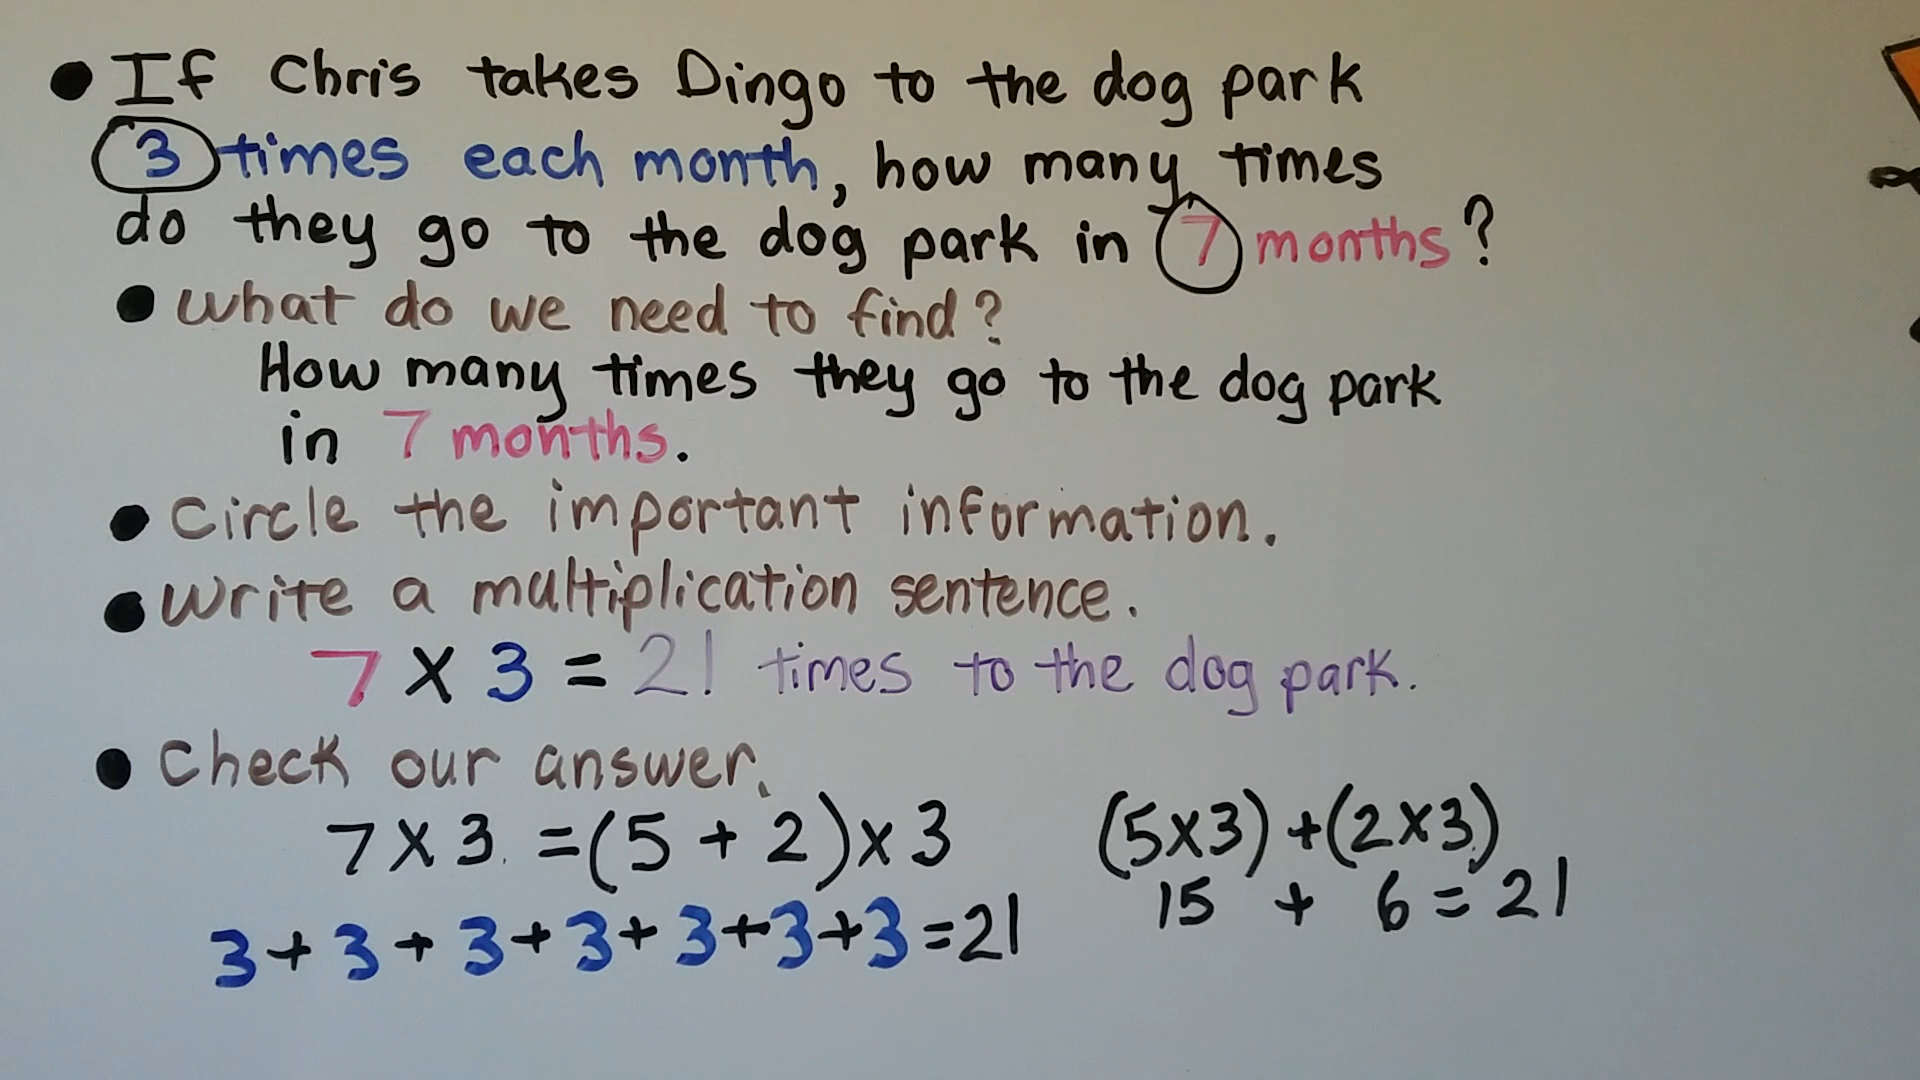 • If Chris takes Dingo to the dog park
3 times each month, how many times
do they go to the dog park in 7 months?
• What do we need to find?
How many times they go to the dog park
in 7 months.
• Circle the important information.
• Write a multiplication sentence.
7 x 3 = 21 times to the dog park.
• Check our answer.
7 x 3 = (5 + 2) x 3 (5x3) + (2x3)
15 + 6 = 21
3 + 3 + 3 + 3 + 3 + 3 + 3 = 21